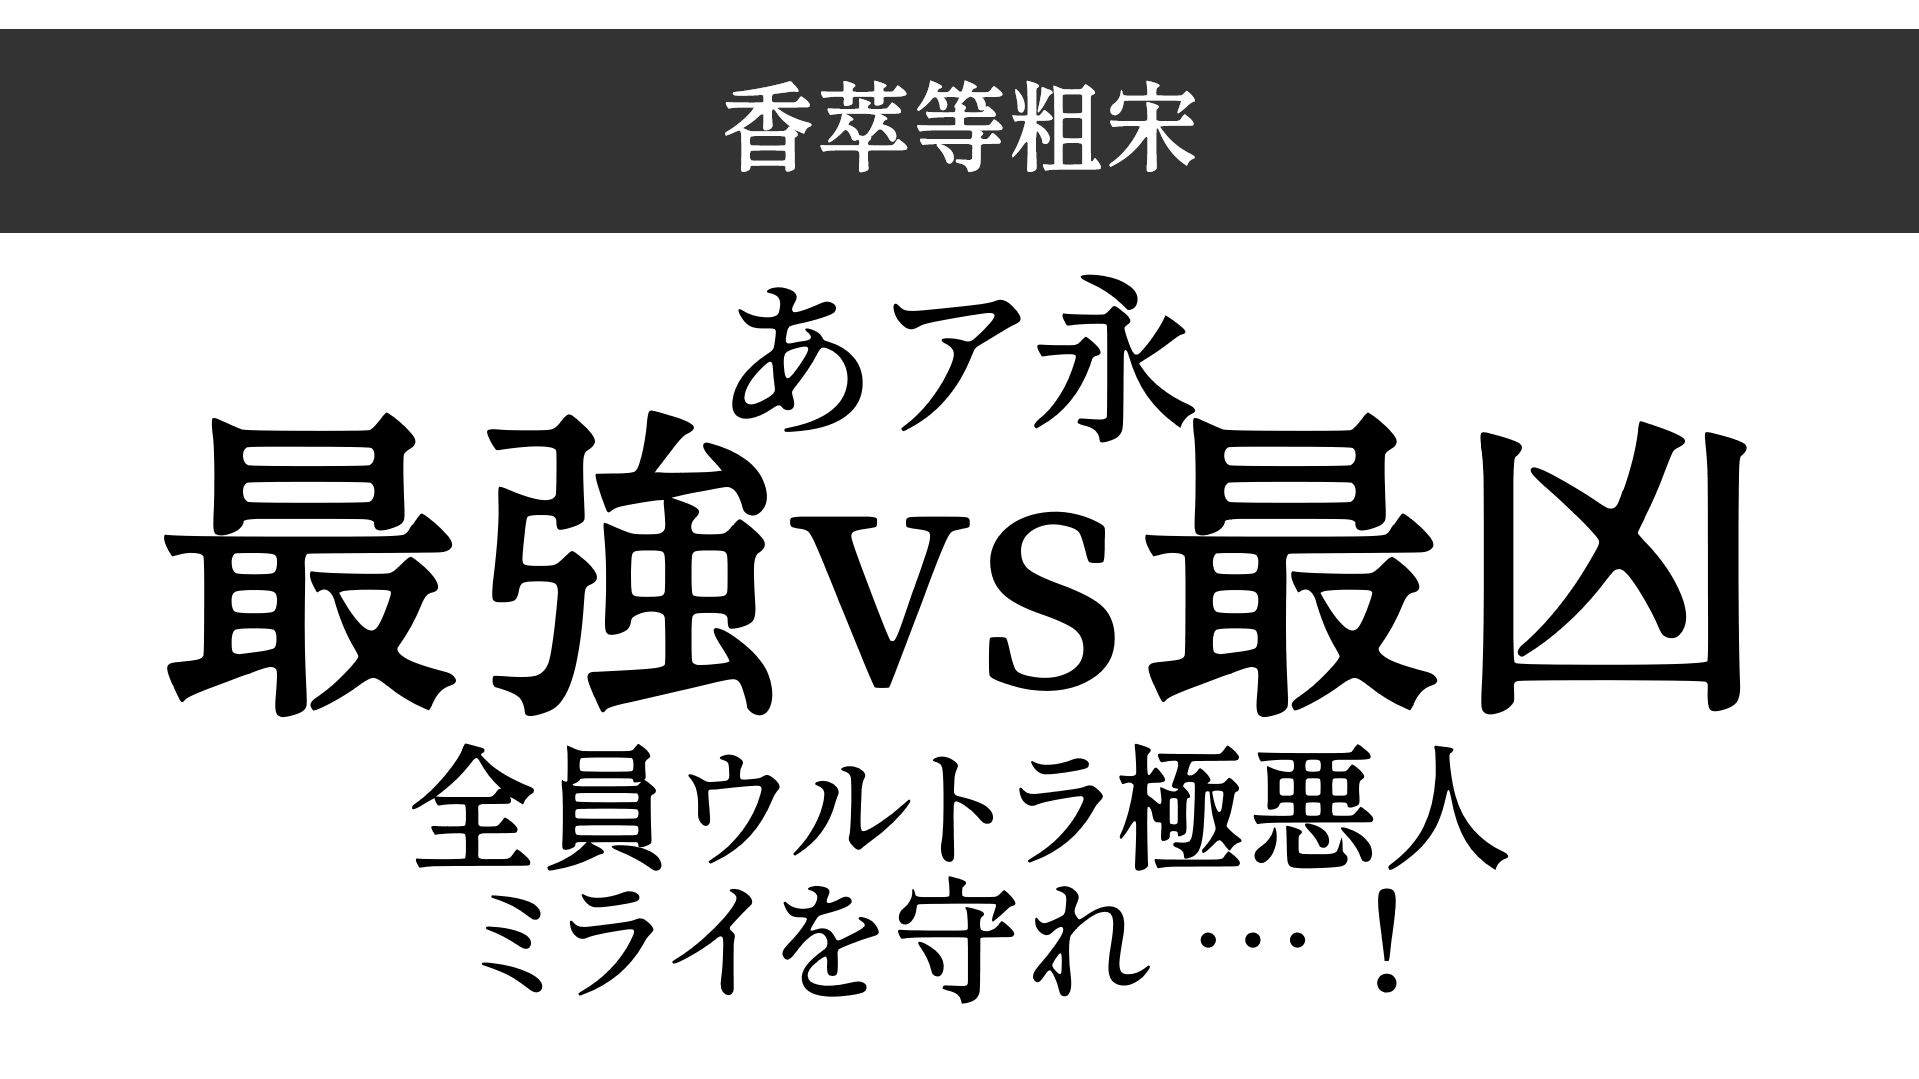 香萃等粗宋
あア永
最強vs最凶
全員ウルトラ極悪人
ミライを守れ…！